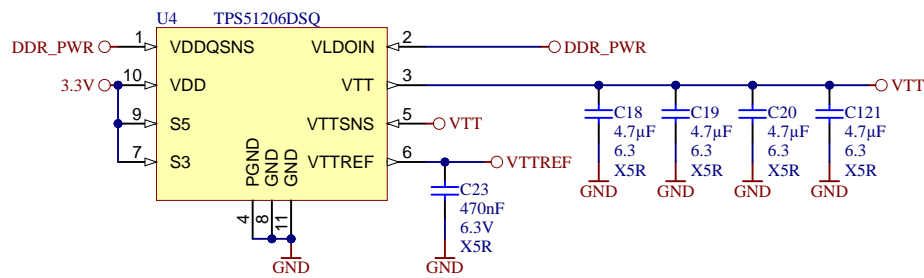 U4 TPS51206DSQ
DDR_PWR 1 VDDQSNS VLDOIN 2 DDR_PWR
3.3V 10 VDD VTT 3 VTT
9 S5 VTTSNS 5 VTT
7 S3 VTTREF 6 VTTREF
PGND GND GND
4 8 11
GND
C23
470nF
6.3V
X5R
GND
C18
4.7µF
6.3
X5R
GND
C19
4.7µF
6.3
X5R
GND
C20
4.7µF
6.3
X5R
GND
C121
4.7µF
6.3
X5R
GND